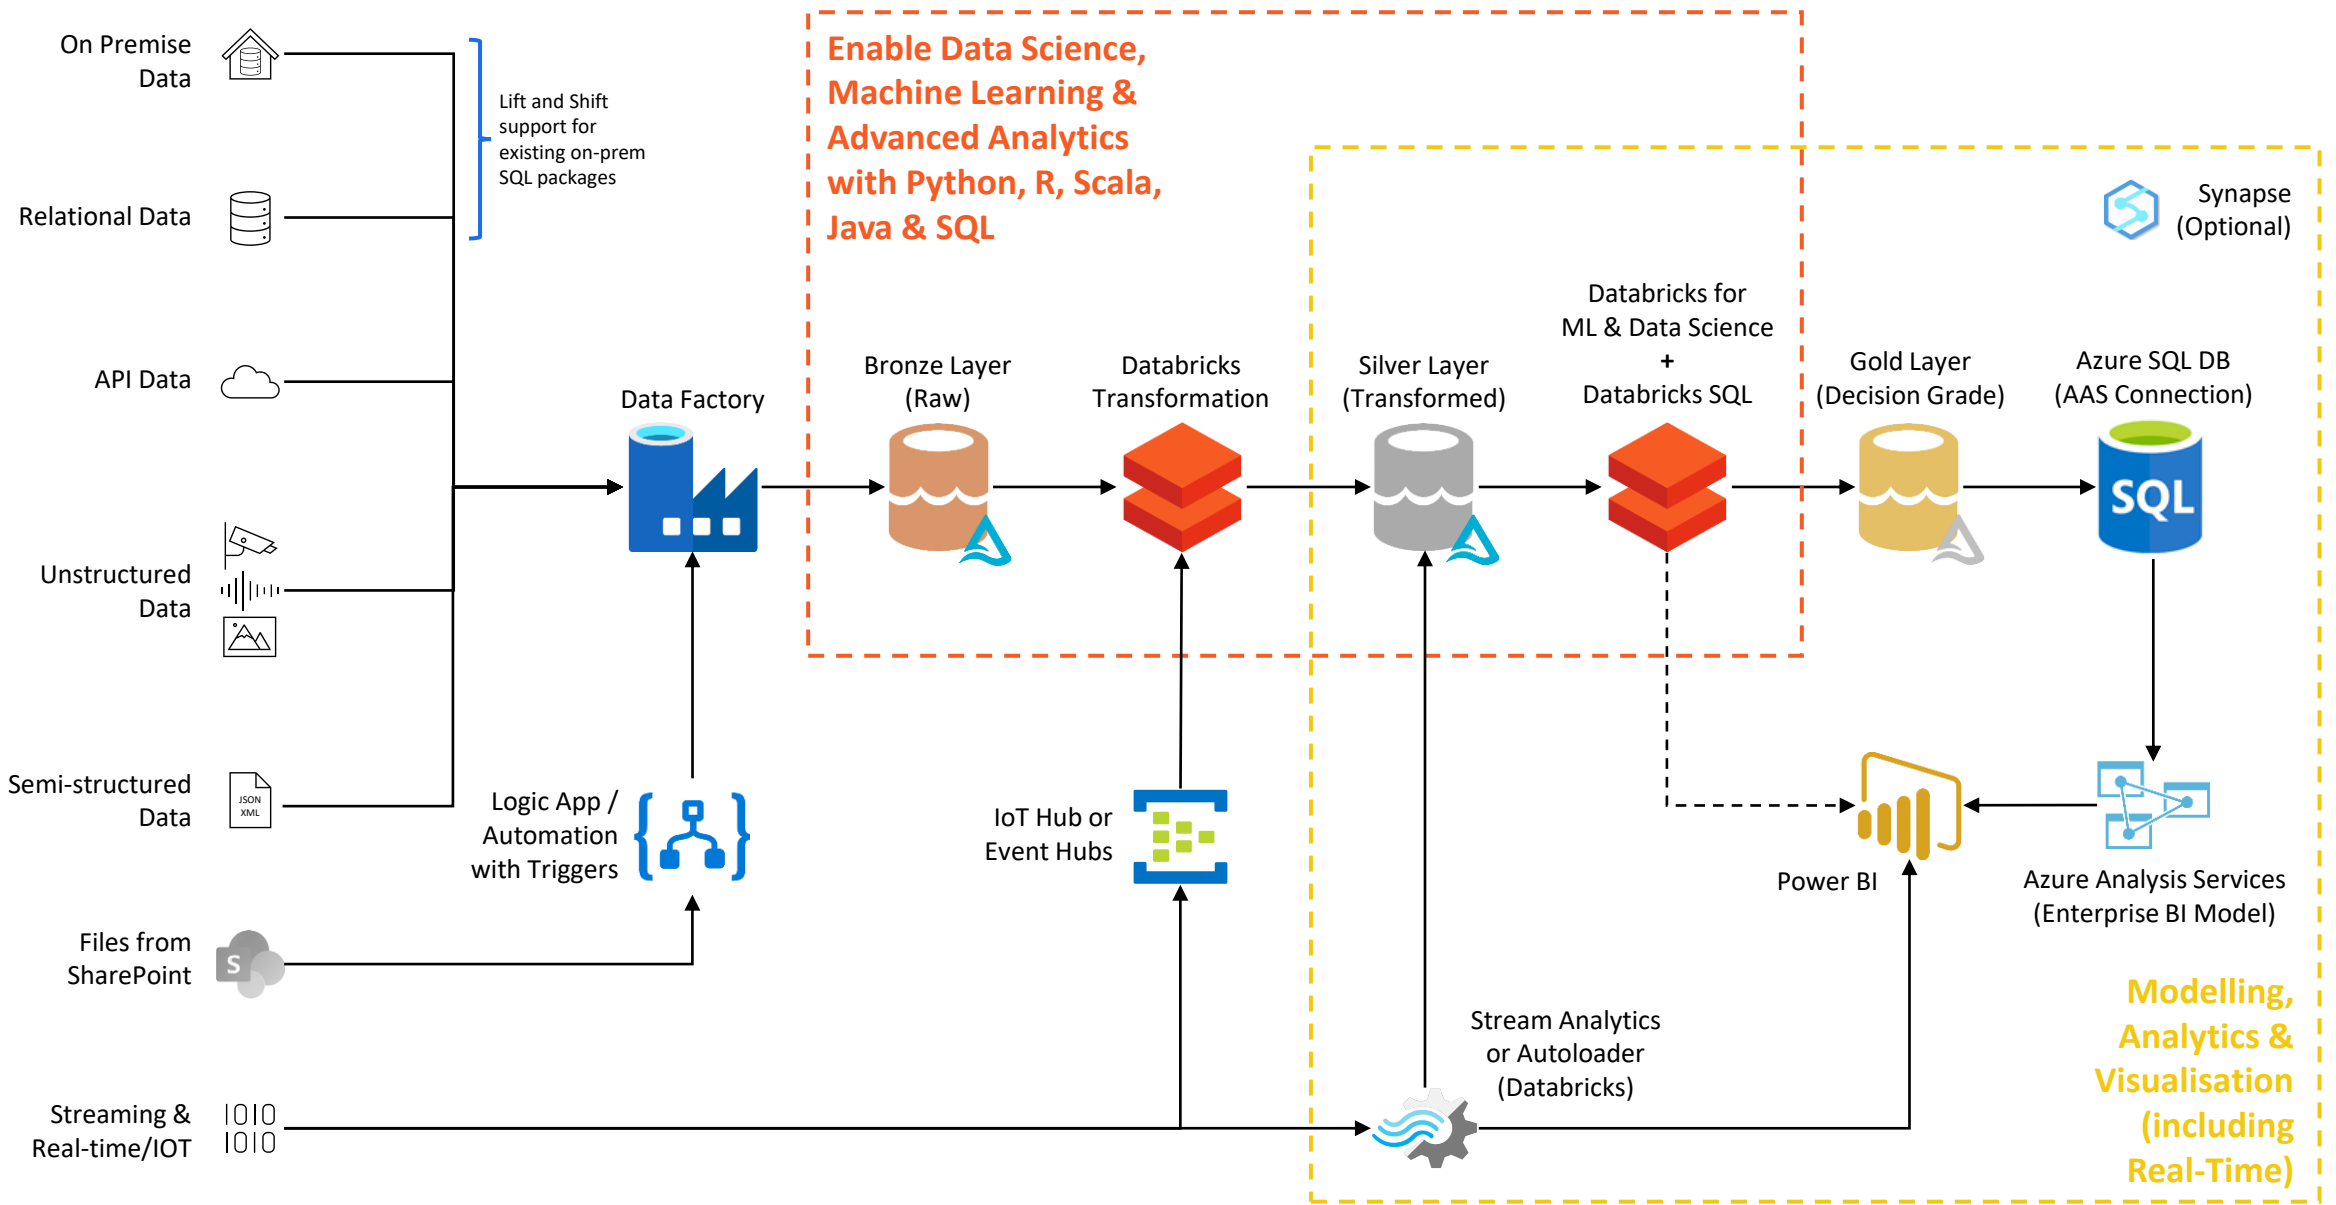 On Premise
Data
Lift and Shift
support for
existing on-prem
SQL packages
Relational Data
API Data
Unstructured
Data
Semi-structured
Data
JSON
XML
Files from
SharePoint
S
Streaming &
Real-time/IOT
Data Factory
Logic App /
Automation
with Triggers
Enable Data Science,
Machine Learning &
Advanced Analytics
with Python, R, Scala,
Java & SQL
Bronze Layer
(Raw)
Databricks
Transformation
IoT Hub or
Event Hubs
Silver Layer
(Transformed)
Databricks for
ML & Data Science
+
Databricks SQL
Gold Layer
(Decision Grade)
Azure SQL DB
(AAS Connection)
SQL
Synapse
(Optional)
Power BI
Azure Analysis Services
(Enterprise BI Model)
Stream Analytics
or Autoloader
(Databricks)
Modelling,
Analytics &
Visualisation
(including
Real-Time)